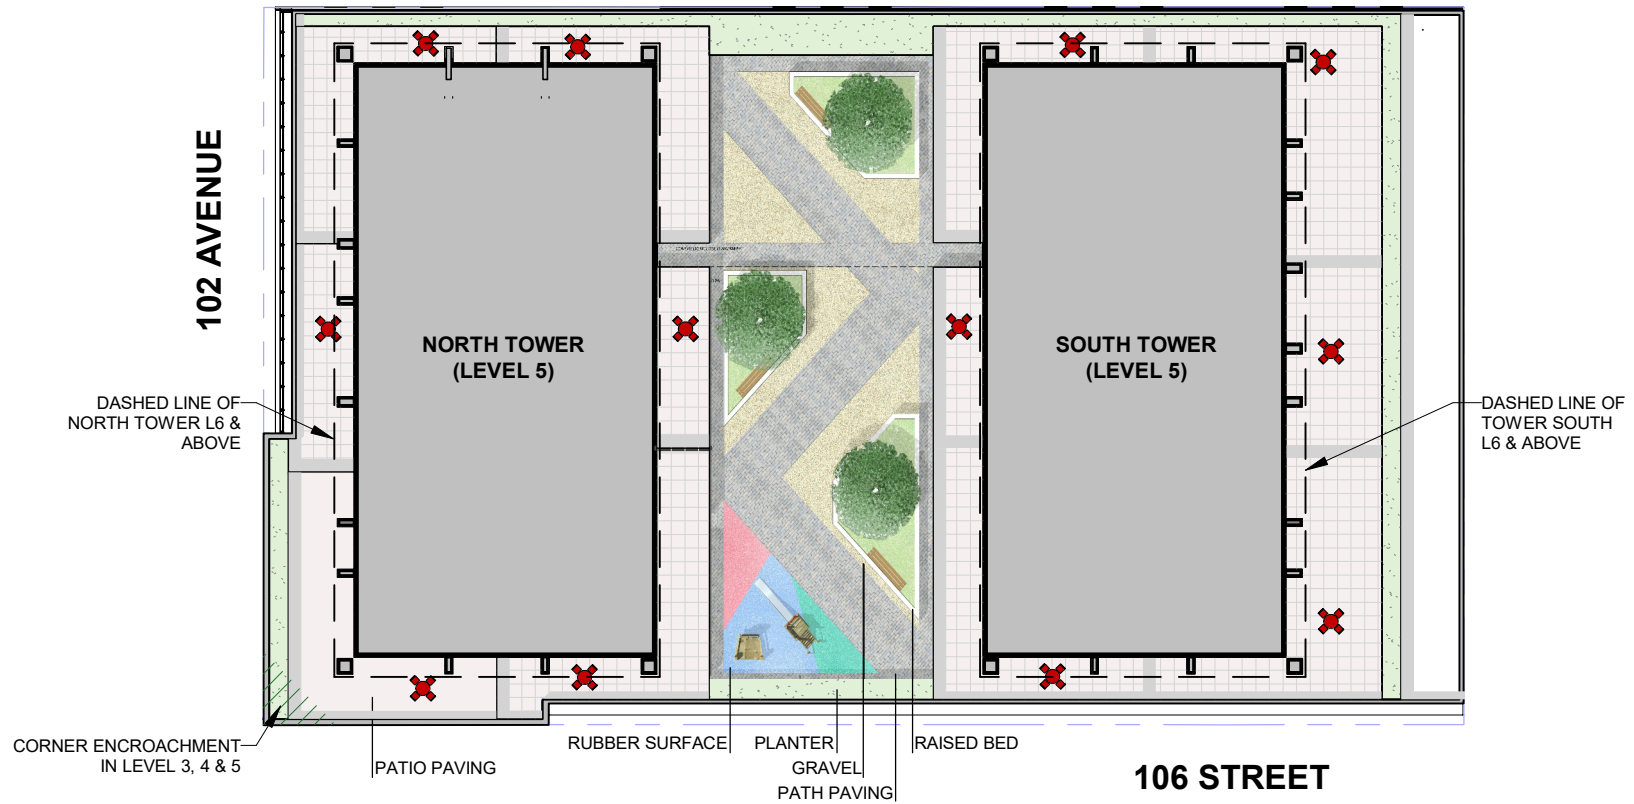 102 AVENUE
NORTH TOWER
(LEVEL 5)
SOUTH TOWER
(LEVEL 5)
DASHED LINE OF
NORTH TOWER L6 &
ABOVE
DASHED LINE OF
TOWER SOUTH
L6 & ABOVE
CORNER ENCROACHMENT
IN LEVEL 3, 4 & 5
PATIO PAVING
RUBBER SURFACE
PLANTER
GRAVEL
PATH PAVING
RAISED BED
106 STREET